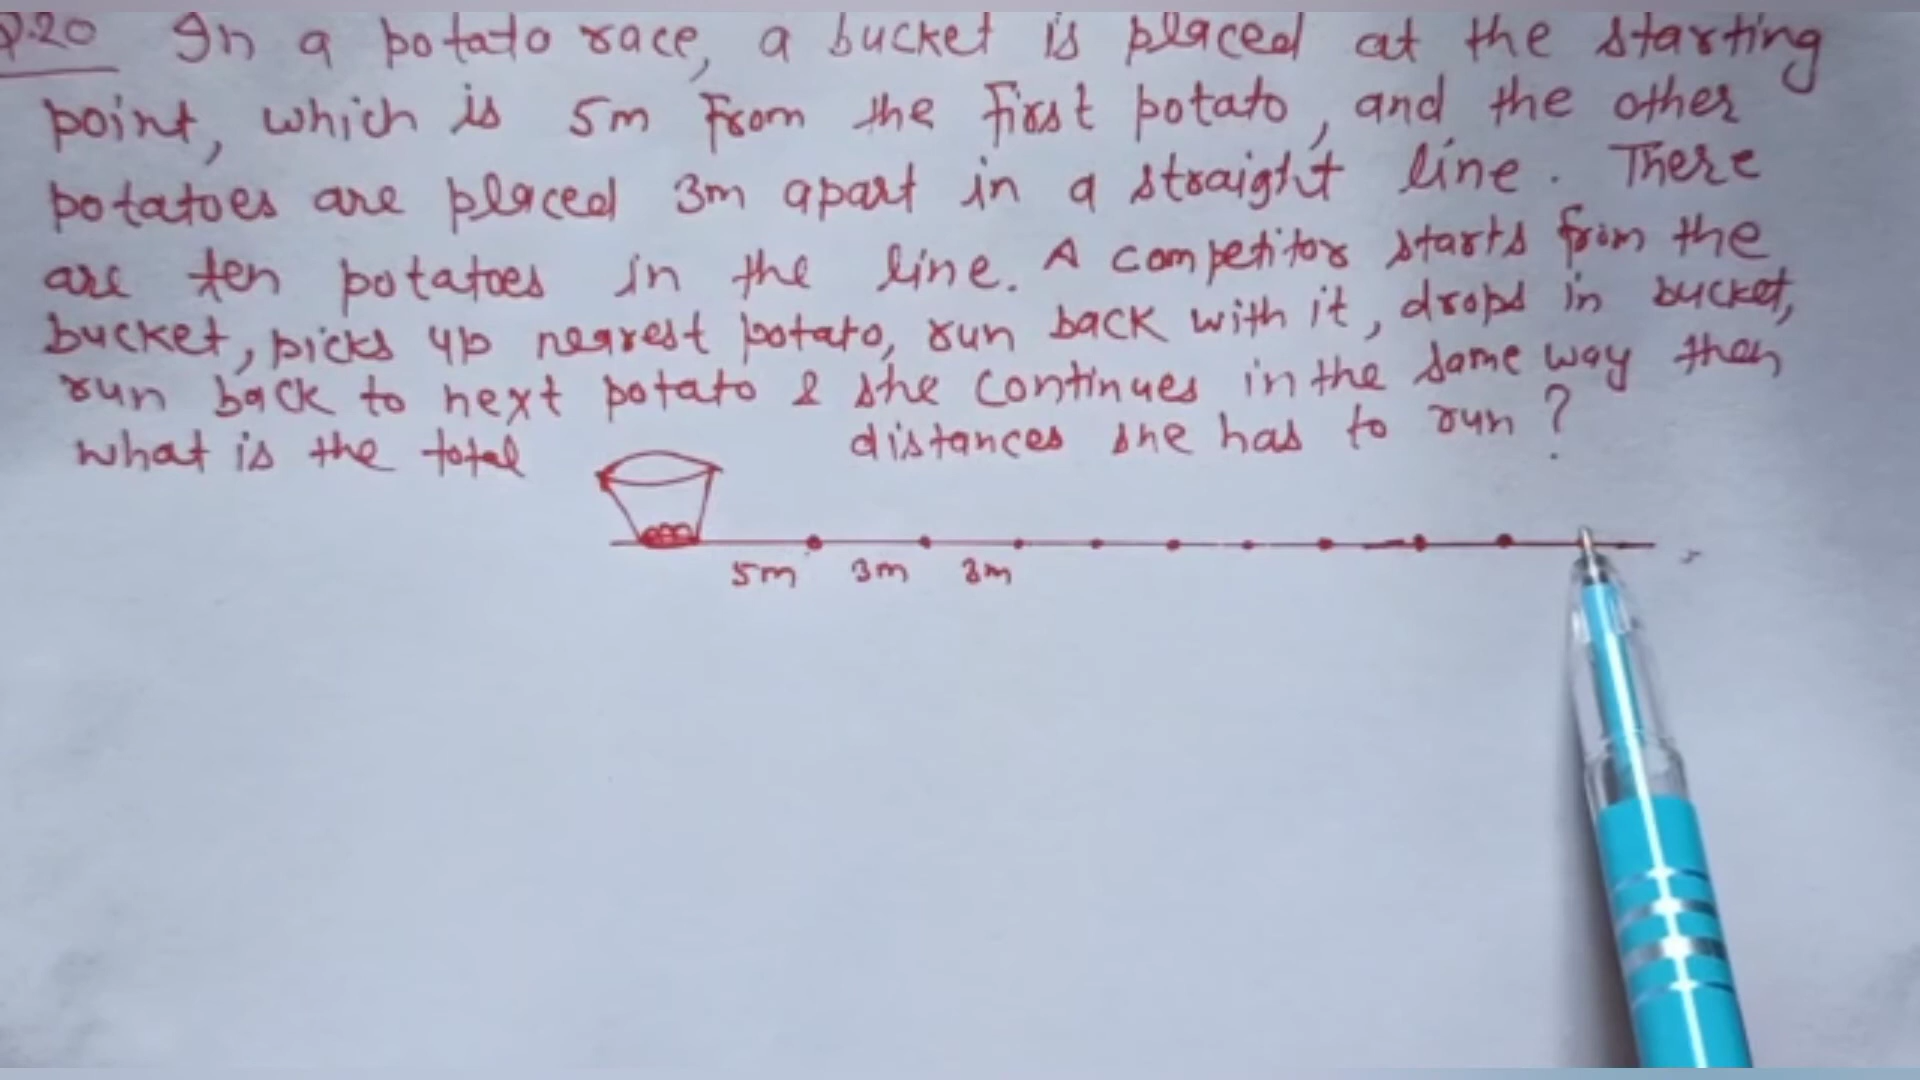 Q.20 In a potato race, a bucket is placed at the starting
point, which is 5m from the first potato, and the other
potatoes are placed 3m apart in a straight line. There
are ten potatoes in the line. A competitor starts from the
bucket, picks up nearest potato, run back with it, drops in bucket,
run back to next potato & she continues in the same way then
what is the total distances she has to run?
5m 3m 3m